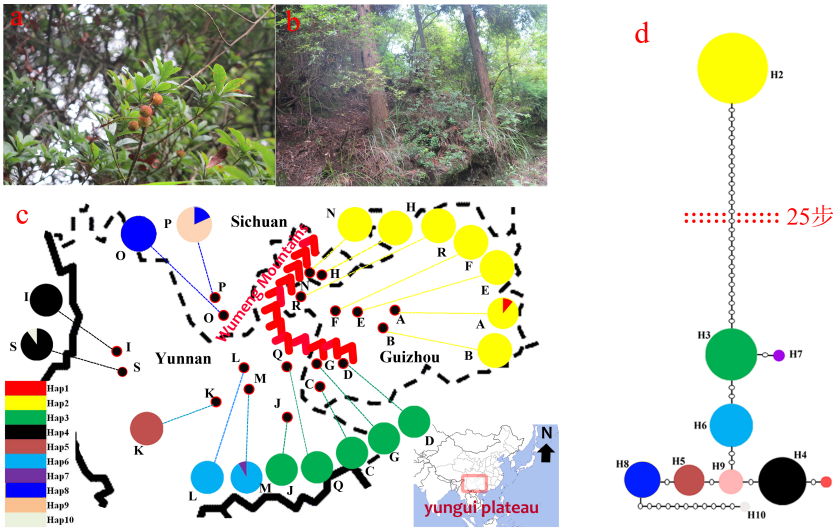 a
b
d
H2
25步
H3
H7
H6
H8
H5
H9
H4
H10
c
Sichuan
Wumeng Mountains
Yunnan
Guizhou
N
H
R
F
E
A
B
O
P
I
S
P
O
N
H
R
F
E
A
B
I
S
L
Q
G
D
K
M
C
J
K
L
M
J
Q
C
G
D
Hap1
Hap2
Hap3
Hap4
Hap5
Hap6
Hap7
Hap8
Hap9
Hap10
N
yungui plateau